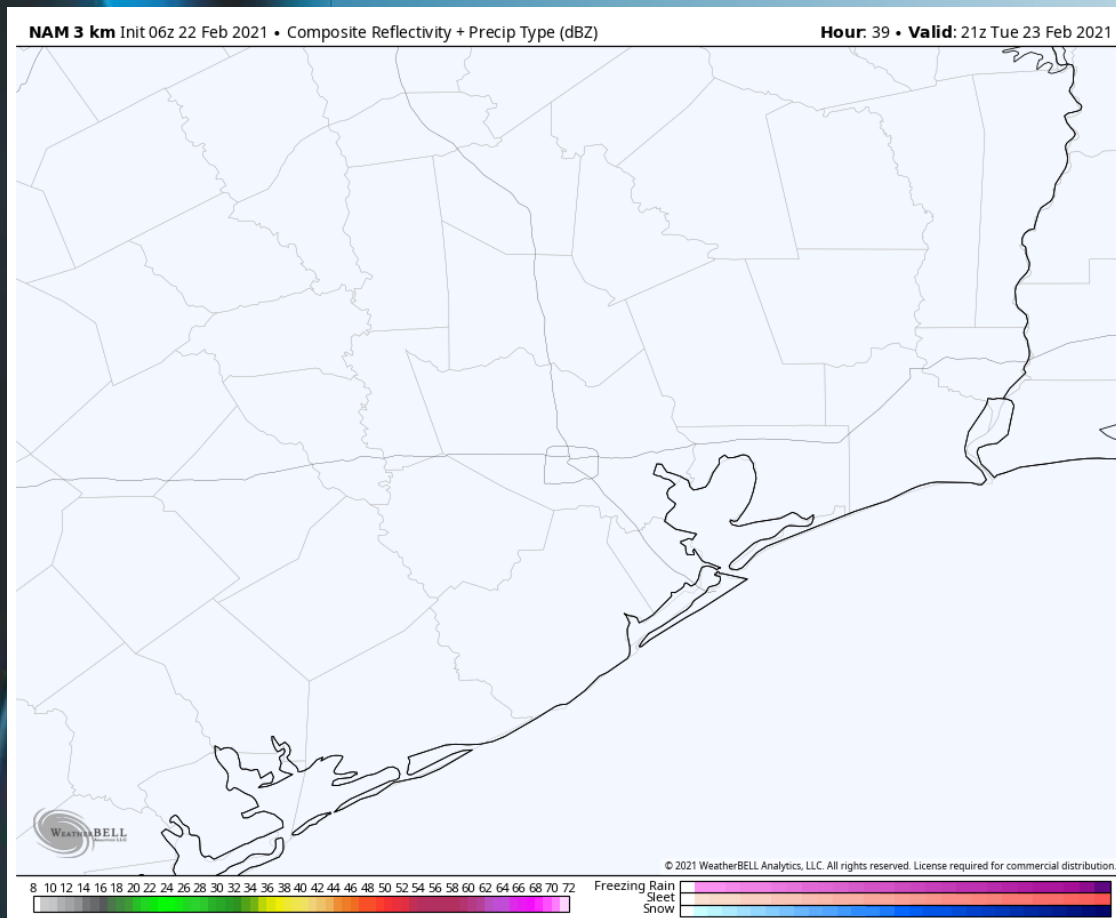 NAM 3 km Init 06z 22 Feb 2021 • Composite Reflectivity + Precip Type (dBZ) Hour: 39 • Valid: 21z Tue 23 Feb 2021
WEATHERBELL
ANALYTICS LLC
© 2021 WeatherBELL Analytics, LLC. All rights reserved. License required for commercial distribution.
8 10 12 14 16 18 20 22 24 26 28 30 32 34 36 38 40 42 44 46 48 50 52 54 56 58 60 62 64 66 68 70 72
Freezing Rain
Sleet
Snow